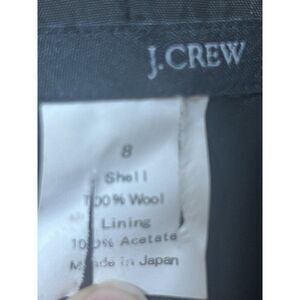 J.CREW
8
Shell
100% Wool
Lining
100% Acetate
Made in Japan